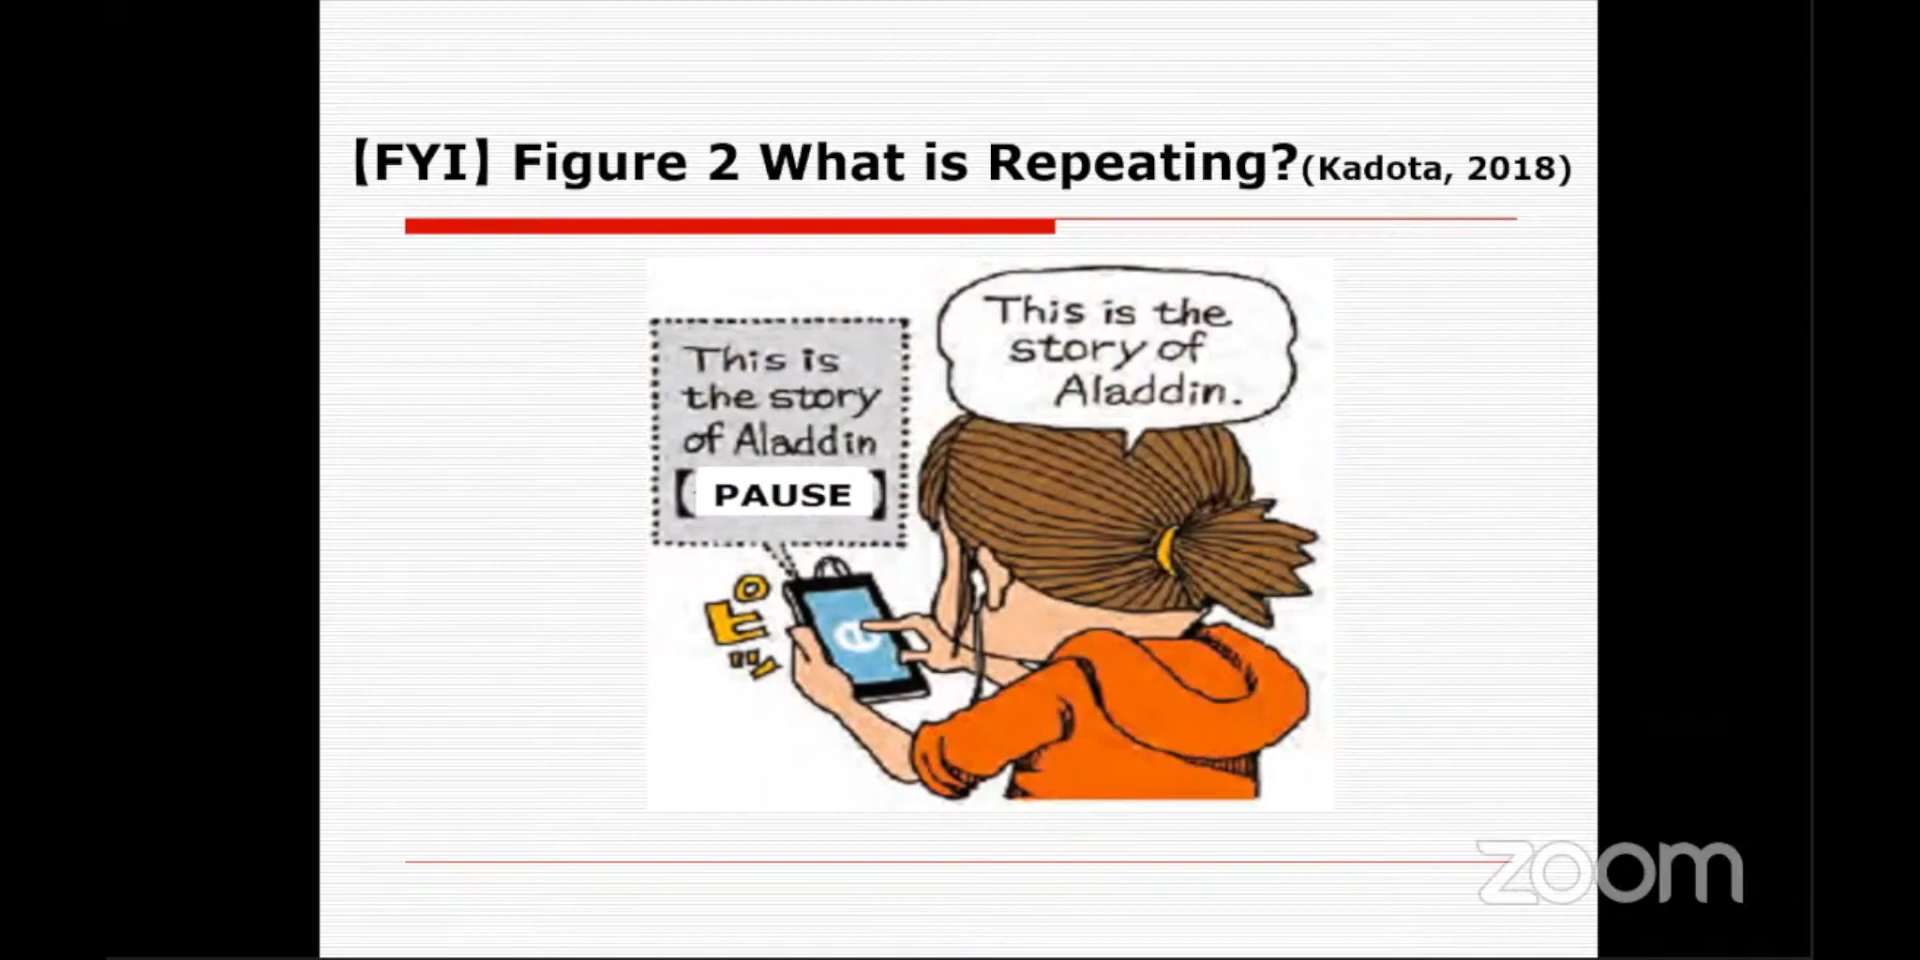 【FYI】 Figure 2 What is Repeating?(Kadota, 2018)
This is
the story
of Aladdin
【 PAUSE 】
This is the
story of
Aladdin.
e
zoom